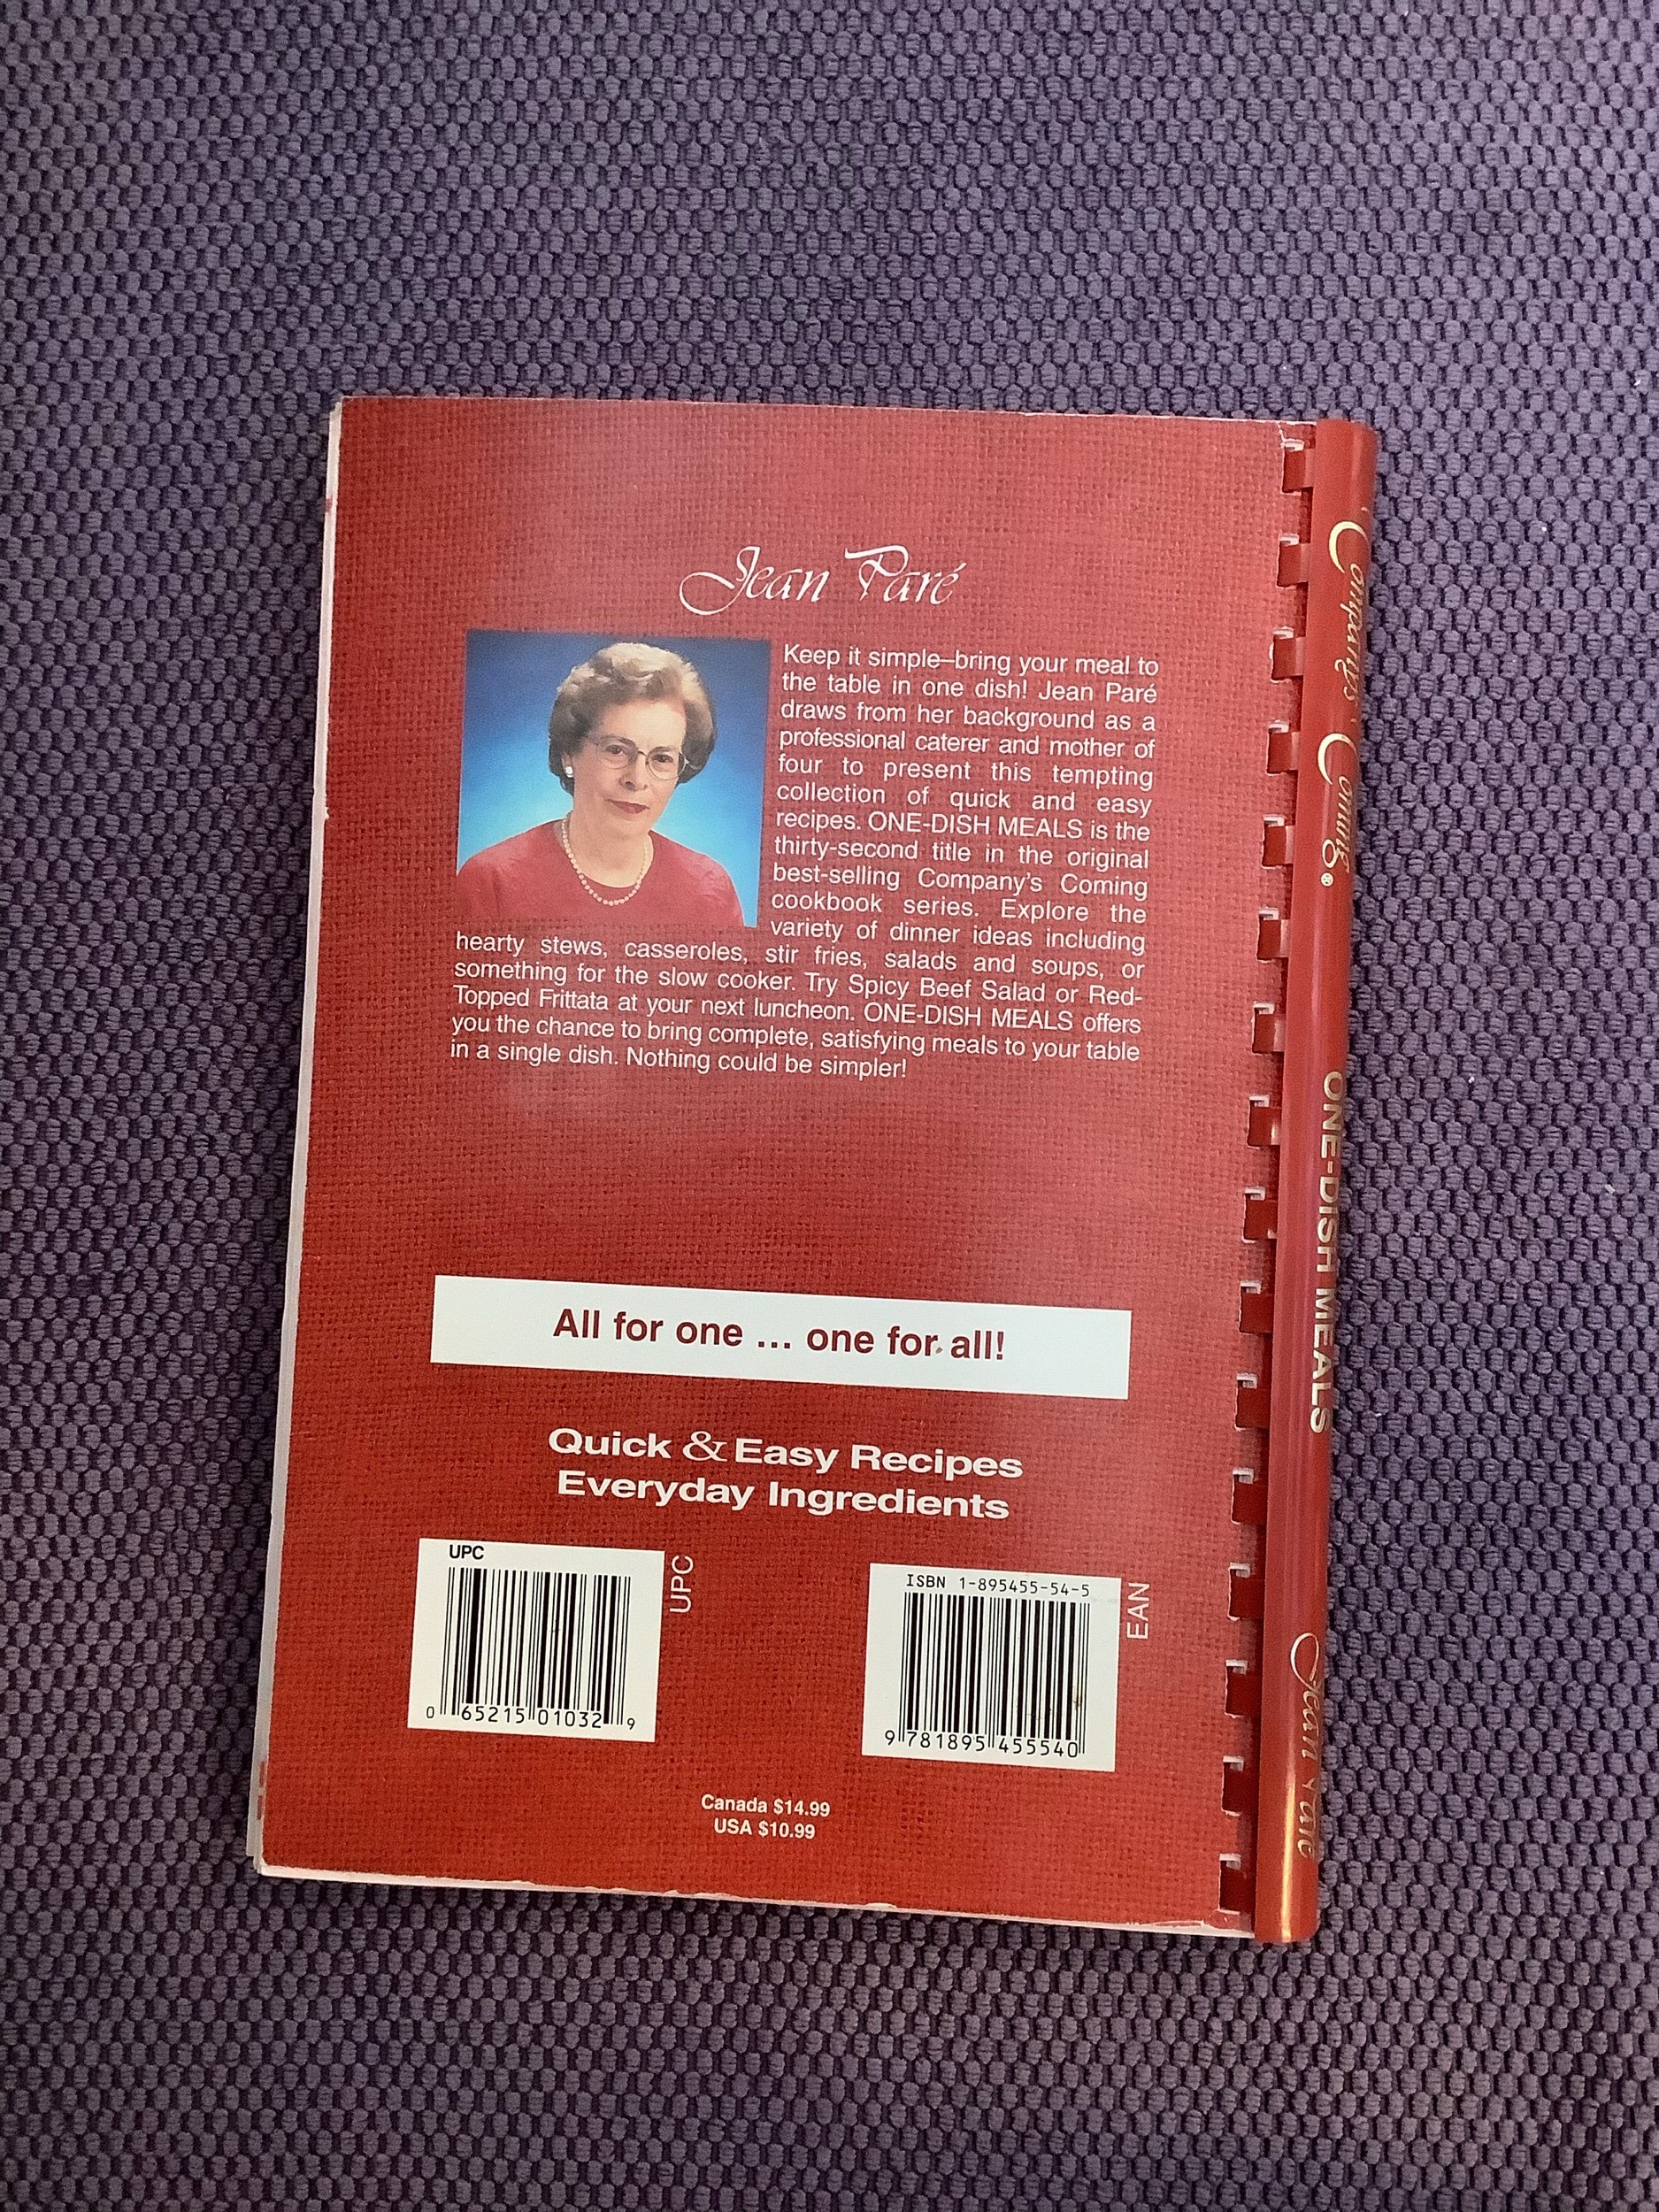 Jean Paré
Keep it simple–bring your meal to
the table in one dish! Jean Paré
draws from her background as a
professional caterer and mother of
four to present this tempting
collection of quick and easy
recipes. ONE-DISH MEALS is the
thirty-second title in the original
best-selling Company's Coming
cookbook series. Explore the
variety of dinner ideas including
hearty stews, casseroles, stir fries, salads and soups, or
something for the slow cooker. Try Spicy Beef Salad or Red-
Topped Frittata at your next luncheon. ONE-DISH MEALS offers
you the chance to bring complete, satisfying meals to your table
in a single dish. Nothing could be simpler!
All for one ... one for all!
Quick & Easy Recipes
Everyday Ingredients
UPC
UPC
0 65215 01032 9
ISBN 1-895455-54-5
EAN
9 781895 455540
Canada $14.99
USA $10.99
Company's Coming®
ONE-DISH MEALS
Jean Paré